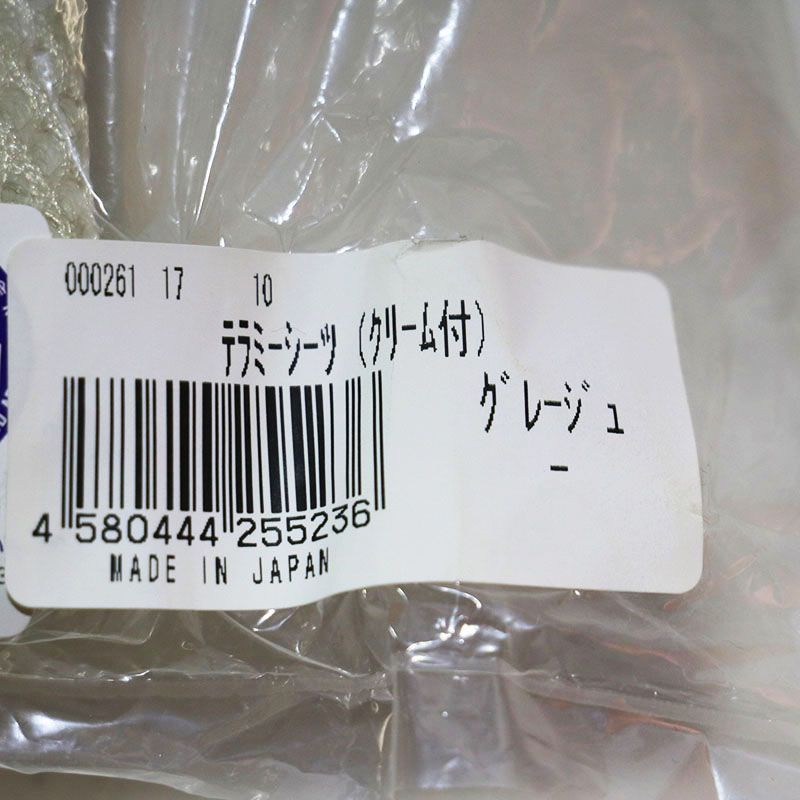 000261 17 10
テラミーシーツ (クリーム付)
グレージュ
-
4 580444 255236
MADE IN JAPAN